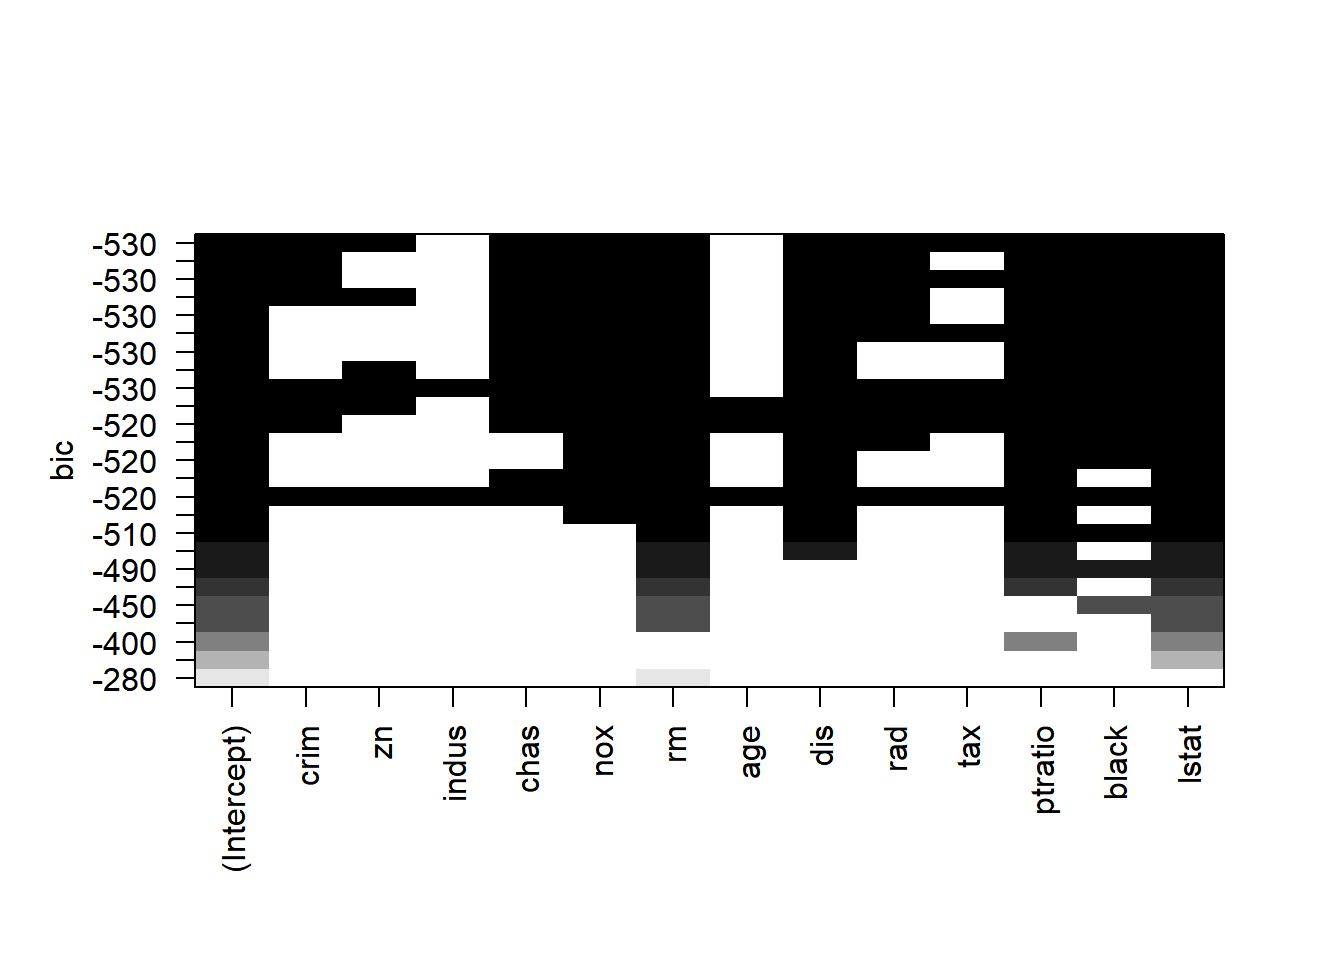 bic
-530
-530
-530
-530
-530
-520
-520
-520
-510
-490
-450
-400
-280
(Intercept)
crim
zn
indus
chas
nox
rm
age
dis
rad
tax
ptratio
black
lstat